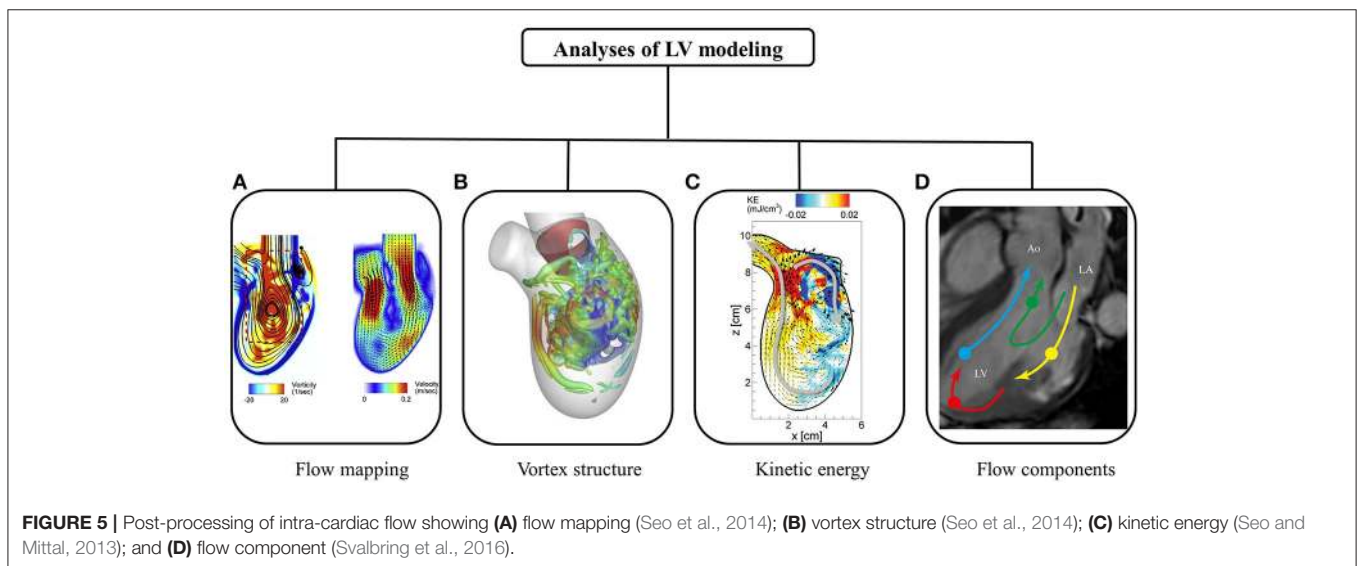 Analyses of LV modeling
A
B
C
D
Vorticity
(1/sec)
-20 20
Velocity
(m/sec)
0 0.2
KE
(mJ/cm³)
-0.02 0.02
10
8
6
4
2
z [cm]
2 4 6
x [cm]
Ao
LA
LV
Flow mapping
Vortex structure
Kinetic energy
Flow components
FIGURE 5 | Post-processing of intra-cardiac flow showing (A) flow mapping (Seo et al., 2014); (B) vortex structure (Seo et al., 2014); (C) kinetic energy (Seo and
Mittal, 2013); and (D) flow component (Svalbring et al., 2016).